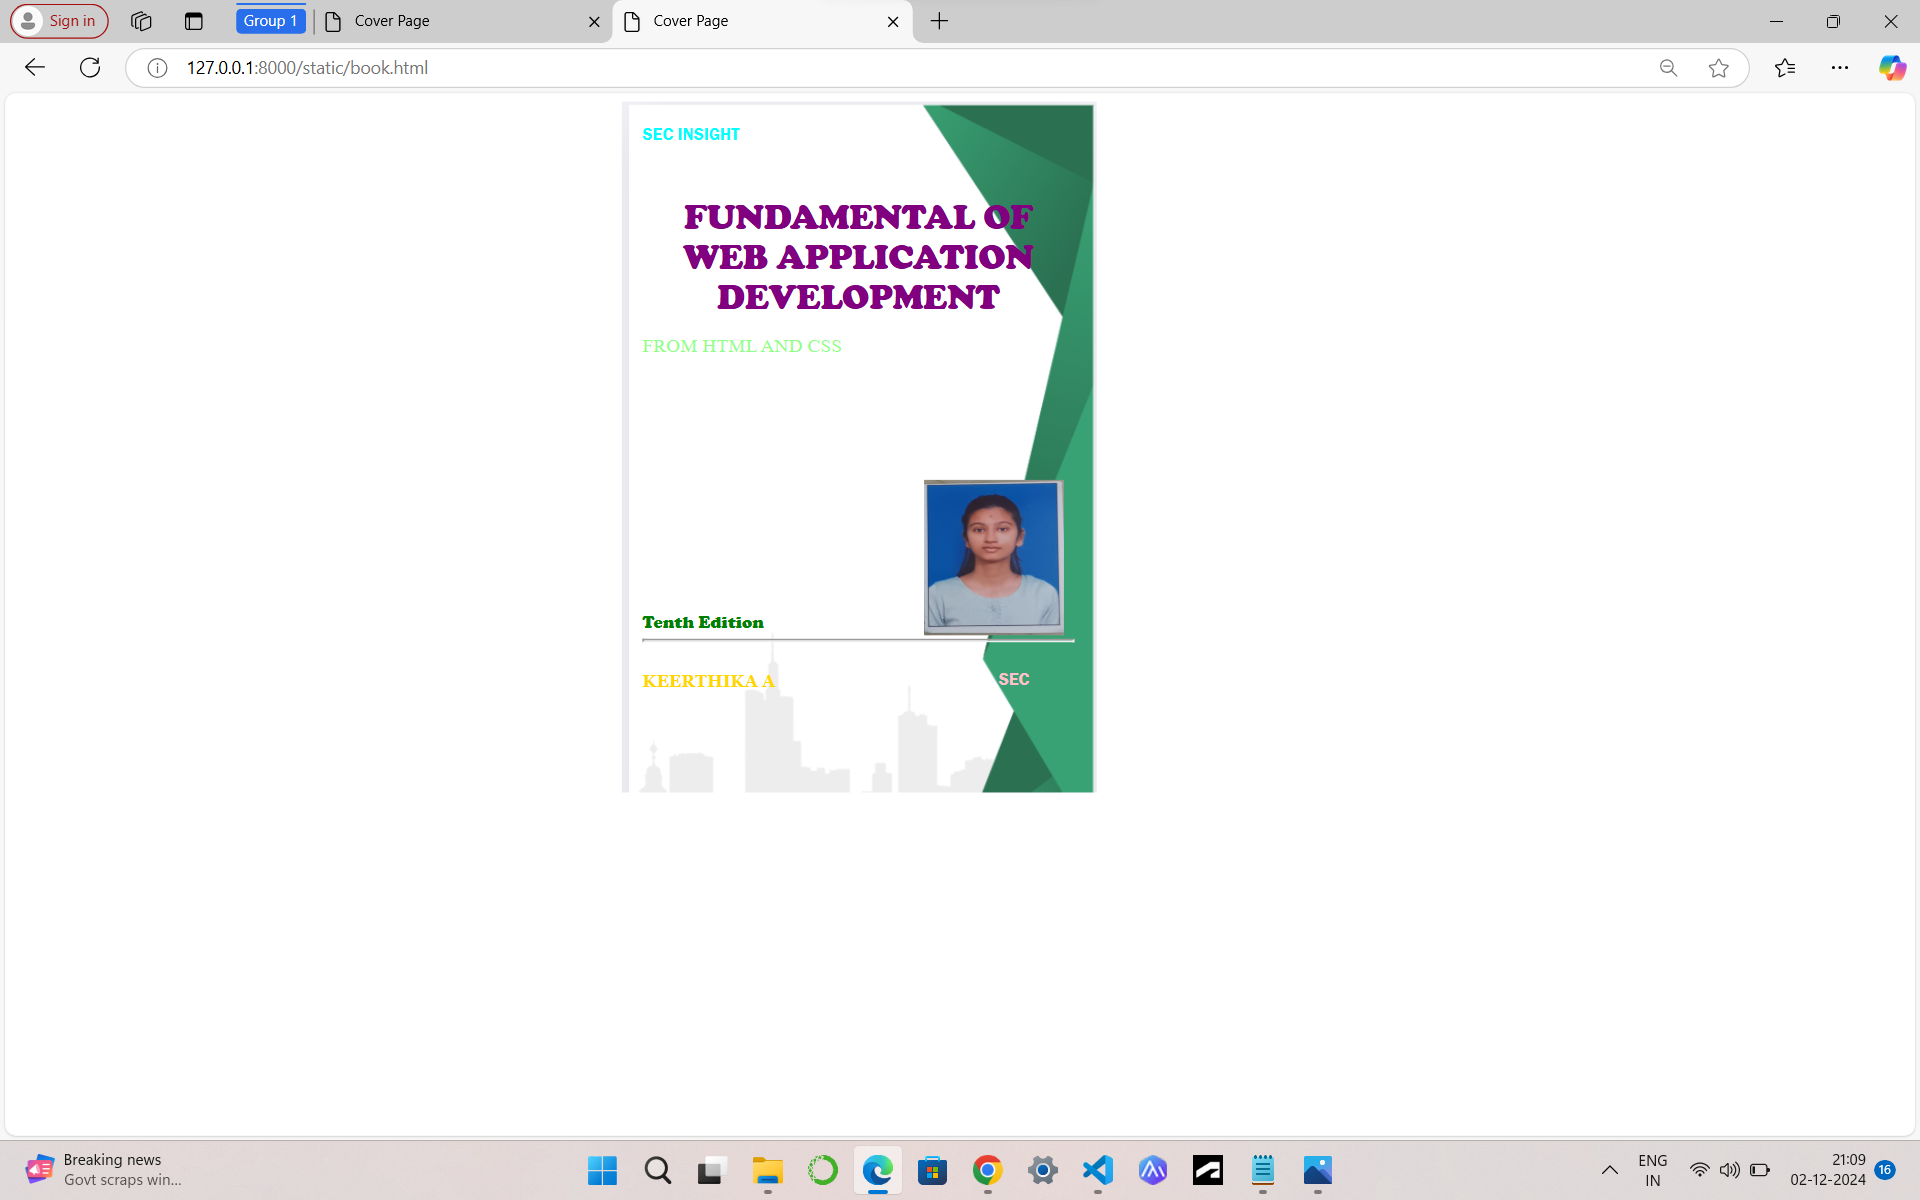 Sign in
Group 1
Cover Page
Cover Page
127.0.0.1:8000/static/book.html
SEC INSIGHT
FUNDAMENTAL OF
WEB APPLICATION
DEVELOPMENT
FROM HTML AND CSS
Tenth Edition
KEERTHIKA A
SEC
Breaking news
Govt scraps win...
ENG
IN
21:09
02-12-2024
16